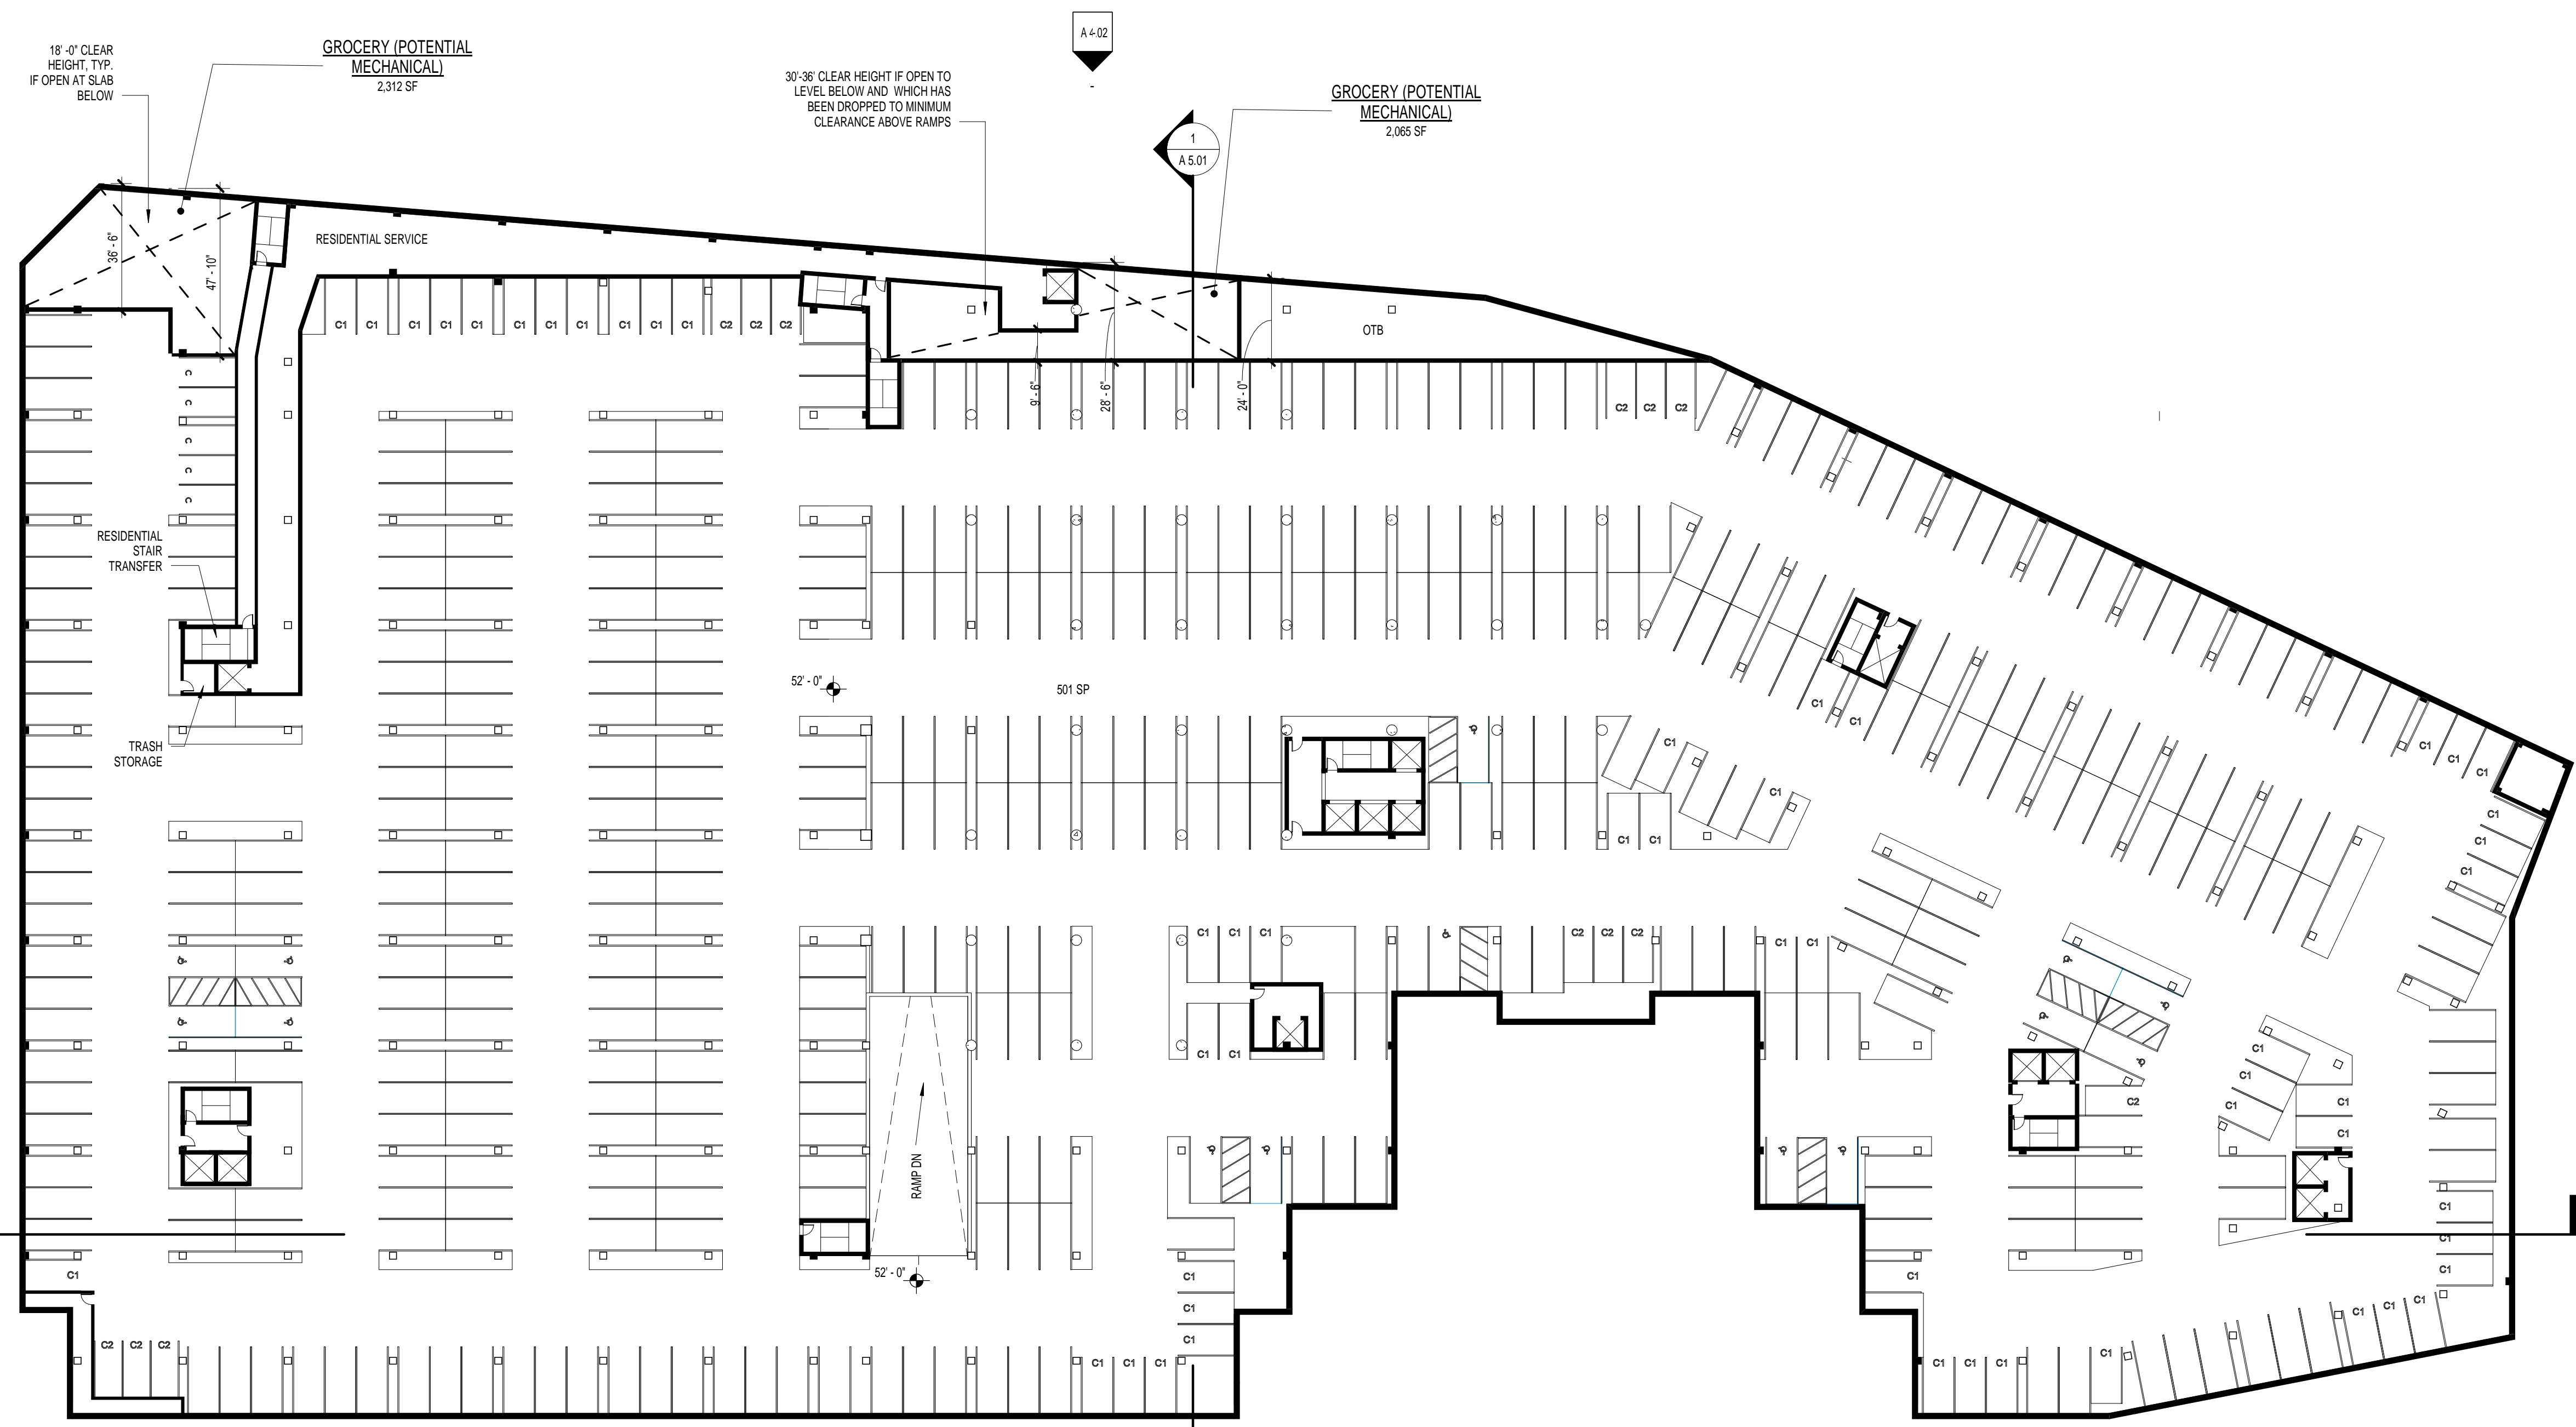 A 4.02
-
18' -0" CLEAR
HEIGHT, TYP.
IF OPEN AT SLAB
BELOW
GROCERY (POTENTIAL
MECHANICAL)
2,312 SF
30'-36' CLEAR HEIGHT IF OPEN TO
LEVEL BELOW AND WHICH HAS
BEEN DROPPED TO MINIMUM
CLEARANCE ABOVE RAMPS
GROCERY (POTENTIAL
MECHANICAL)
2,065 SF
1
A 5.01
36' - 6"
47' - 10"
RESIDENTIAL SERVICE
C1 C1 C1 C1 C1 C1 C1 C1 C1 C1 C1 C2 C2 C2
OTB
9' - 6"
28' - 6"
24' - 0"
C
C
C
C
C
C2 C2 C2
RESIDENTIAL
STAIR
TRANSFER
52' - 0"
501 SP
C1
C1
TRASH
STORAGE
C1
C1
C1 C1
C1
C1
C1
C1
C1
C1
C1 C1 C1
C2 C2 C2
C1 C1
C1 C1
RAMP DN
52' - 0"
C2
C1
C1
C1
C1
C1
C1
C1
C1
C1
C1
C1
C1
C1
C1
C1 C1 C1
C2 C2 C2
C1 C1 C1
C1 C1 C1
C1